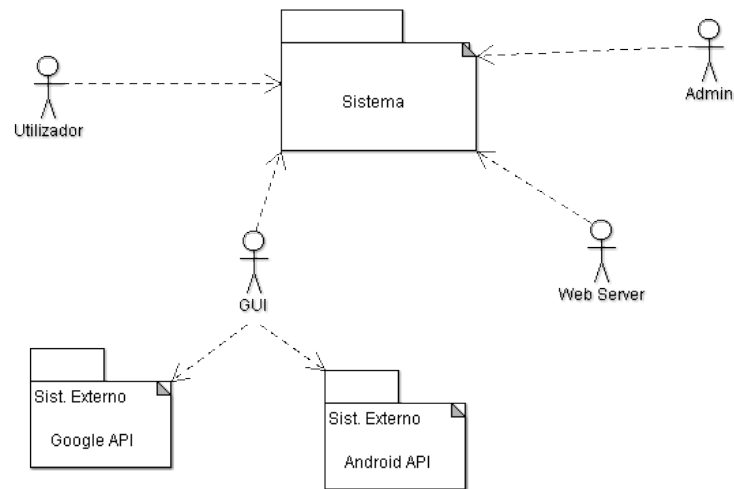 Sistema
Admin
Utilizador
GUI
Web Server
Sist. Externo
Google API
Sist. Externo
Android API